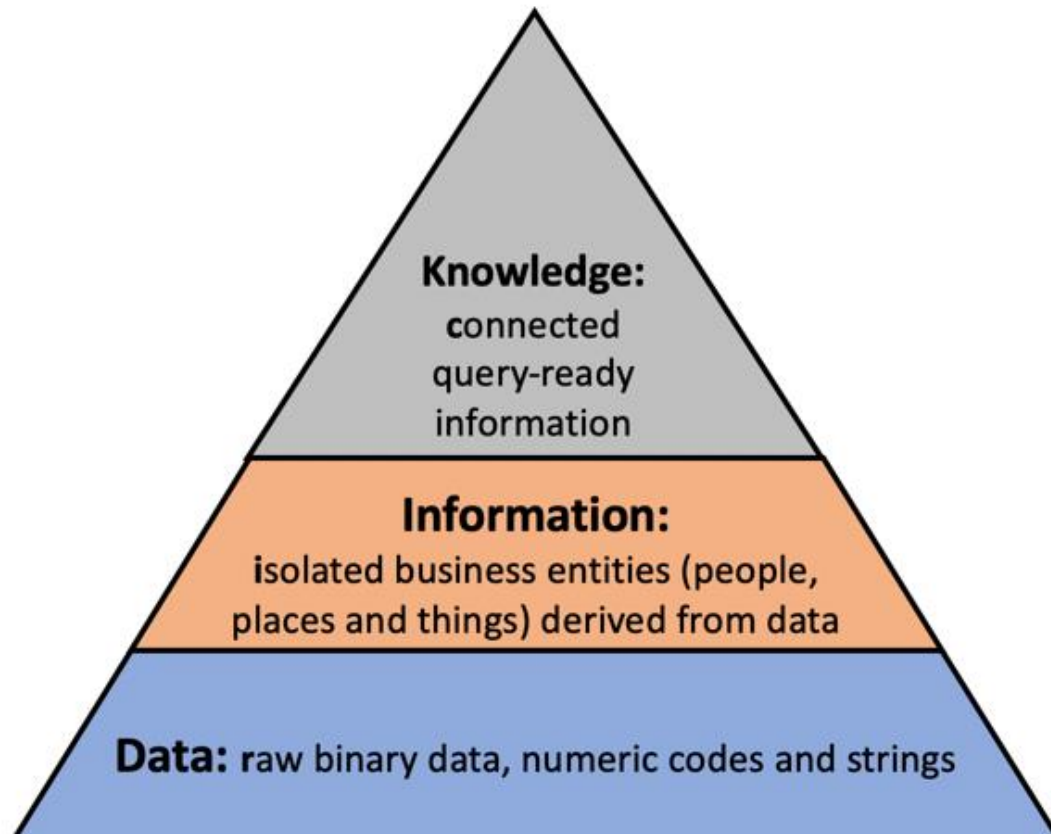 Knowledge:
connected
query-ready
information
Information:
isolated business entities (people,
places and things) derived from data
Data: raw binary data, numeric codes and strings